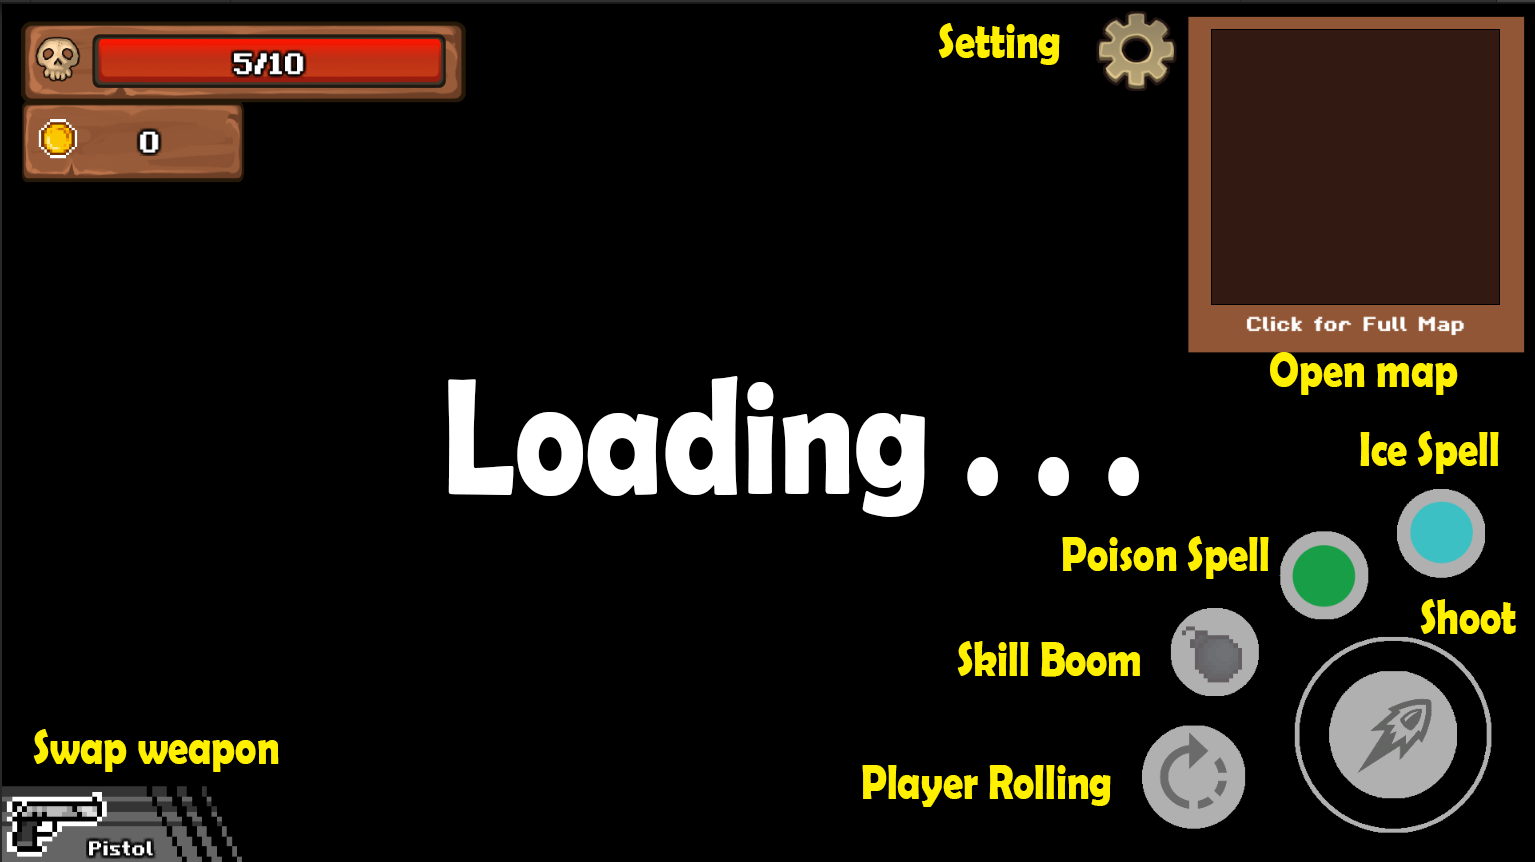 5/10
Setting
0
Click for Full Map
Open map
Loading . . .
Ice Spell
Poison Spell
Shoot
Skill Boom
Swap weapon
Player Rolling
Pistol